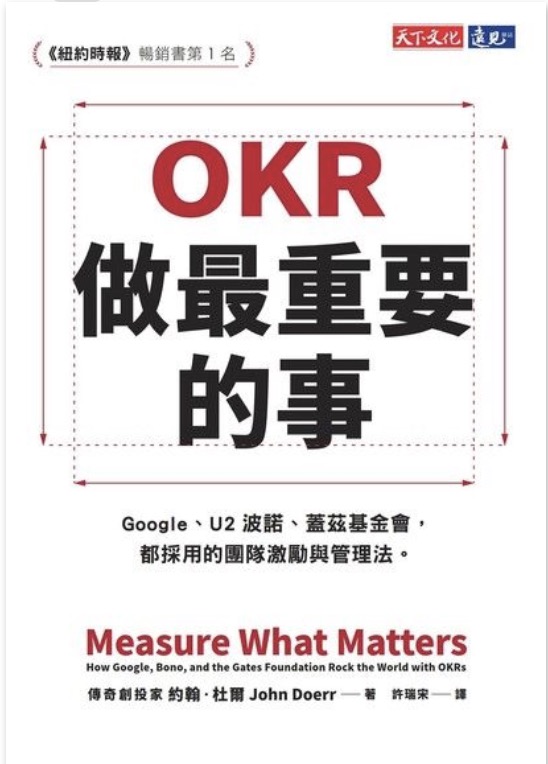 《紐約時報》暢銷書第1名
天下文化 遠見
OKR
做最重要
的事
Google、U2 波諾、蓋茲基金會，
都採用的團隊激勵與管理法。
Measure What Matters
How Google, Bono, and the Gates Foundation Rock the World with OKRs
傳奇創投家 約翰·杜爾 John Doerr — 著 許瑞宋 — 譯